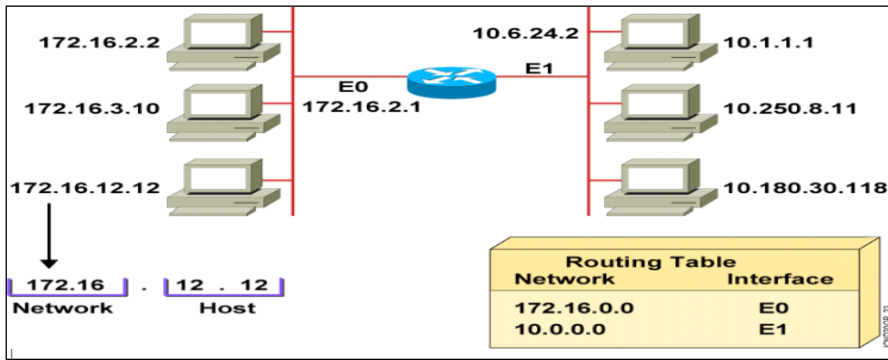 172.16.2.2
172.16.3.10
172.16.12.12
E0
172.16.2.1
10.6.24.2
E1
10.1.1.1
10.250.8.11
10.180.30.118
172.16 . 12 . 12
Network Host
Routing Table
Network Interface
172.16.0.0 E0
10.0.0.0 E1